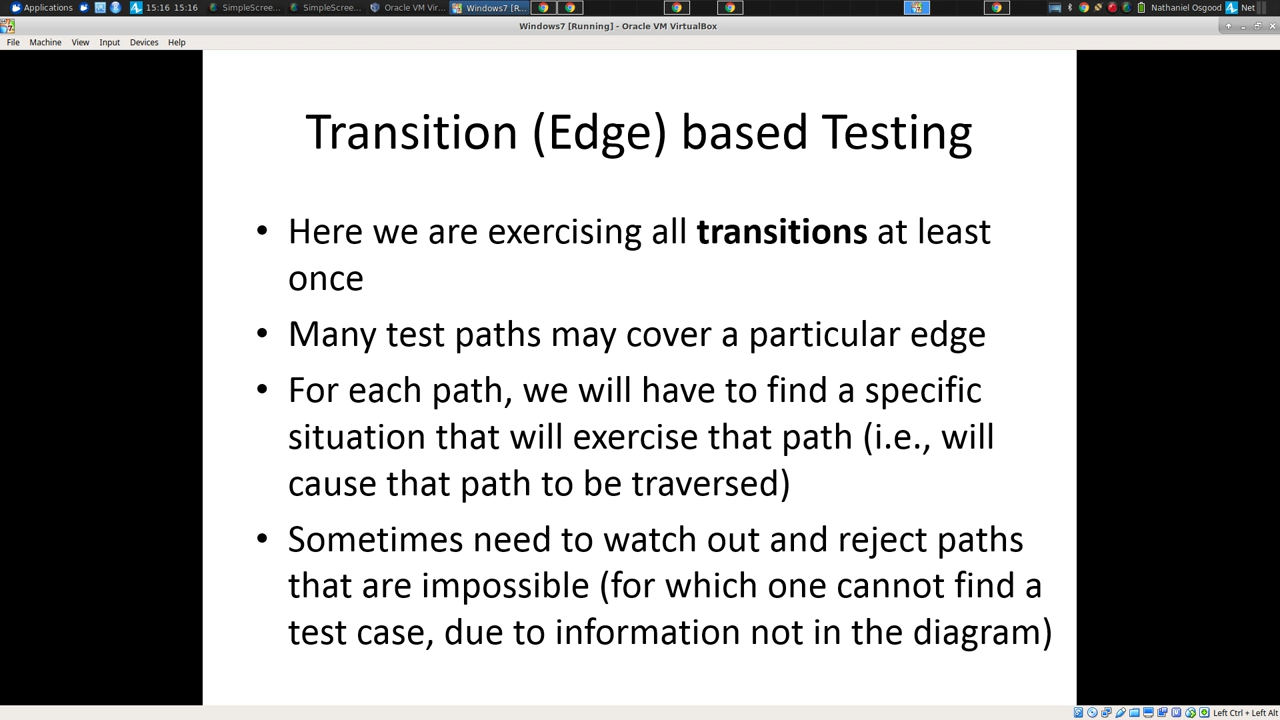 Applications 15:16 15:16 SimpleScree... SimpleScree... Oracle VM Vir... Windows7 [R... Nathaniel Osgood Net
Windows7 [Running] - Oracle VM VirtualBox
File Machine View Input Devices Help
Transition (Edge) based Testing
• Here we are exercising all transitions at least
once
• Many test paths may cover a particular edge
• For each path, we will have to find a specific
situation that will exercise that path (i.e., will
cause that path to be traversed)
• Sometimes need to watch out and reject paths
that are impossible (for which one cannot find a
test case, due to information not in the diagram)
Left Ctrl + Left Alt